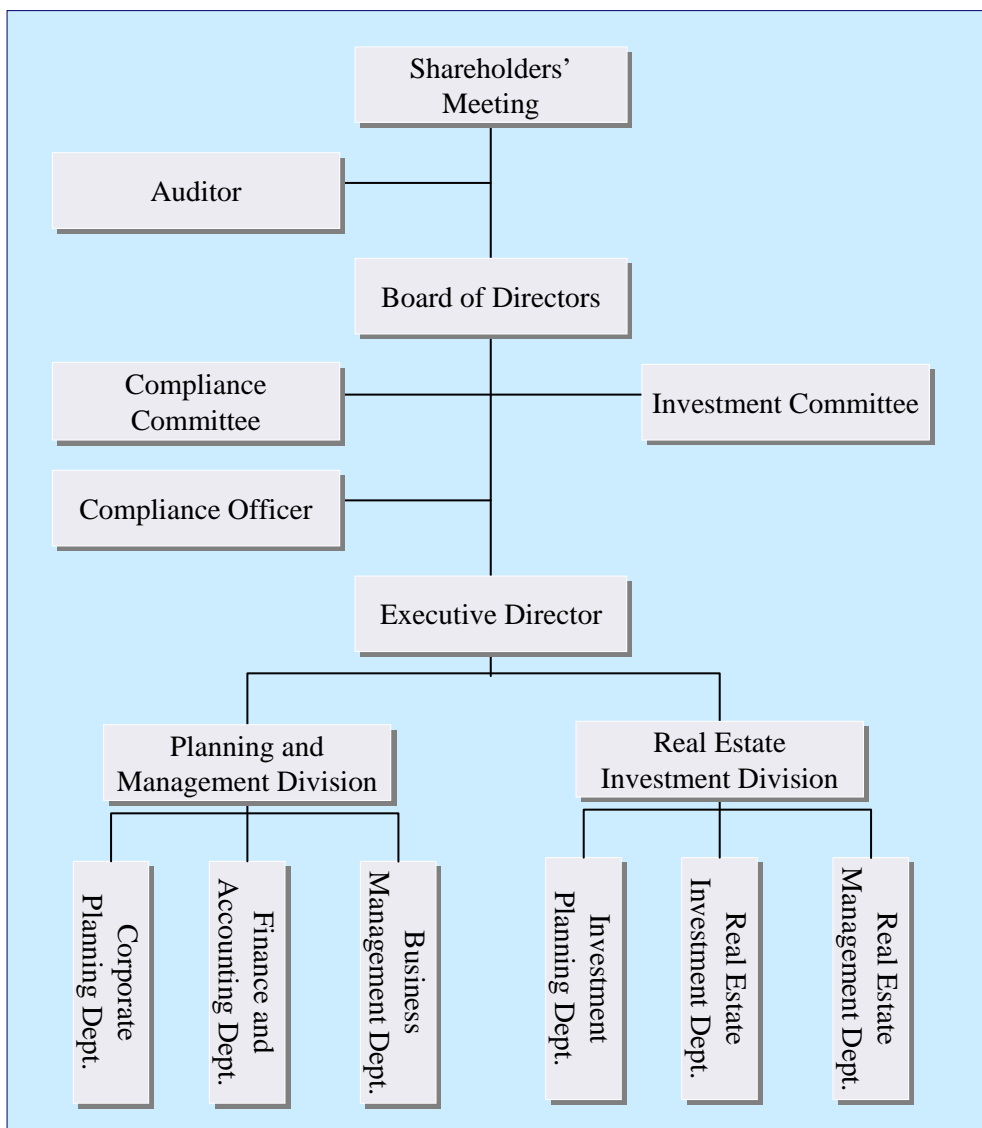 Shareholders’
Meeting
Auditor
Board of Directors
Compliance
Committee
Investment Committee
Compliance Officer
Executive Director
Planning and
Management Division
Real Estate
Investment Division
Corporate
Planning Dept.
Finance and
Accounting Dept.
Business
Management Dept.
Investment
Planning Dept.
Real Estate
Investment Dept.
Real Estate
Management Dept.